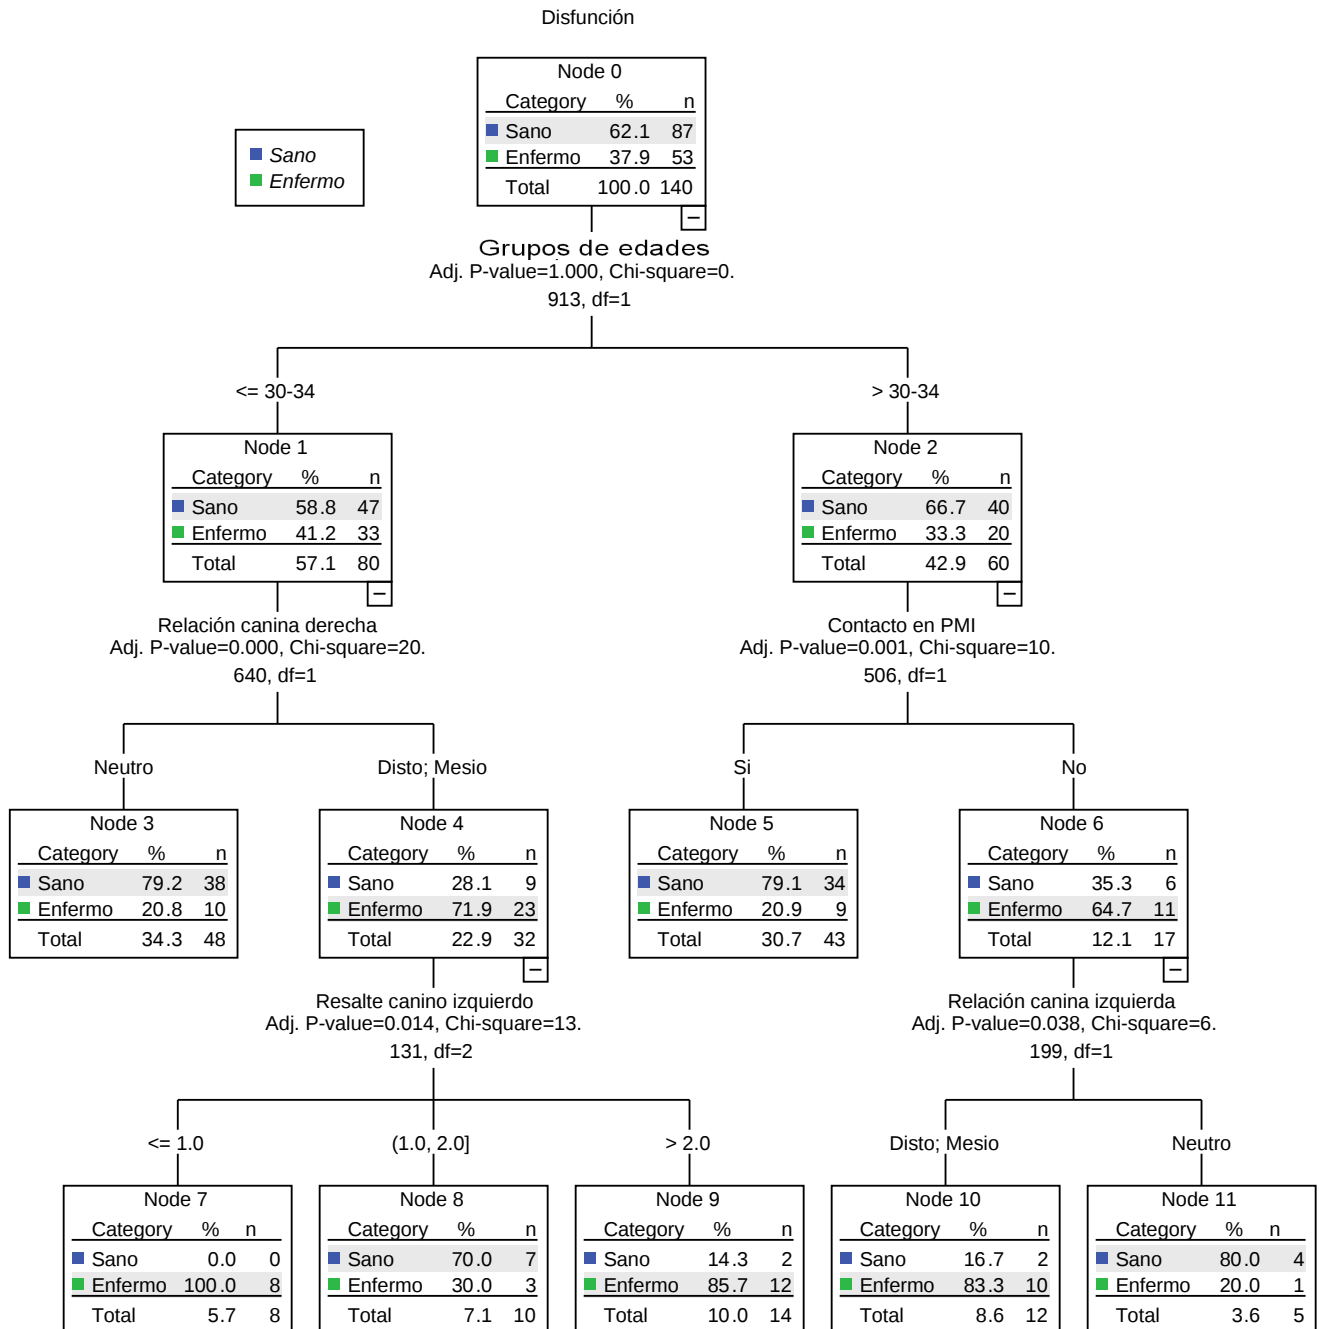 Disfunción
Node 0
Category % n
Sano 62.1 87
Enfermo 37.9 53
Total 100.0 140
Sano
Enfermo
Grupos de edades
Adj. P-value=1.000, Chi-square=0.
913, df=1
<= 30-34
> 30-34
Node 1
Category % n
Sano 58.8 47
Enfermo 41.2 33
Total 57.1 80
Node 2
Category % n
Sano 66.7 40
Enfermo 33.3 20
Total 42.9 60
Relación canina derecha
Adj. P-value=0.000, Chi-square=20.
640, df=1
Contacto en PMI
Adj. P-value=0.001, Chi-square=10.
506, df=1
Neutro
Disto; Mesio
Si
No
Node 3
Category % n
Sano 79.2 38
Enfermo 20.8 10
Total 34.3 48
Node 4
Category % n
Sano 28.1 9
Enfermo 71.9 23
Total 22.9 32
Node 5
Category % n
Sano 79.1 34
Enfermo 20.9 9
Total 30.7 43
Node 6
Category % n
Sano 35.3 6
Enfermo 64.7 11
Total 12.1 17
Resalte canino izquierdo
Adj. P-value=0.014, Chi-square=13.
131, df=2
Relación canina izquierda
Adj. P-value=0.038, Chi-square=6.
199, df=1
<= 1.0
(1.0, 2.0]
> 2.0
Disto; Mesio
Neutro
Node 7
Category % n
Sano 0.0 0
Enfermo 100.0 8
Total 5.7 8
Node 8
Category % n
Sano 70.0 7
Enfermo 30.0 3
Total 7.1 10
Node 9
Category % n
Sano 14.3 2
Enfermo 85.7 12
Total 10.0 14
Node 10
Category % n
Sano 16.7 2
Enfermo 83.3 10
Total 8.6 12
Node 11
Category % n
Sano 80.0 4
Enfermo 20.0 1
Total 3.6 5